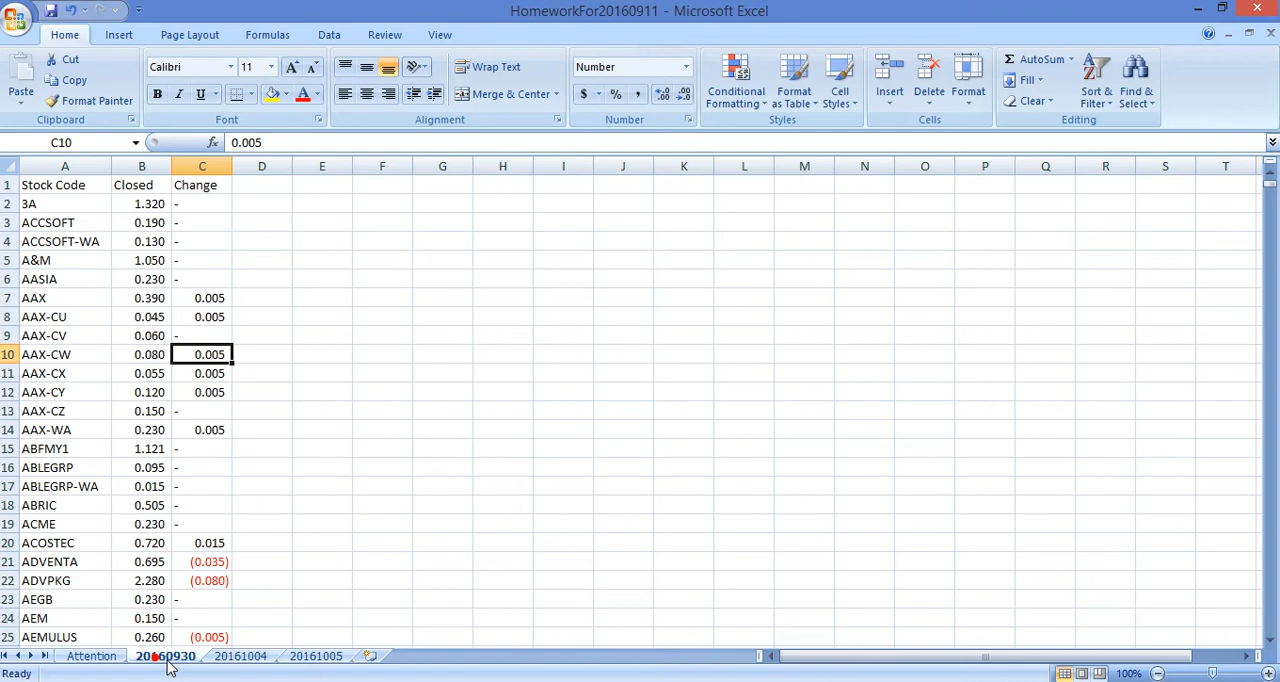 HomeworkFor20160911 - Microsoft Excel
Home Insert Page Layout Formulas Data Review View
Cut
Copy
Format Painter
Paste
Clipboard
Calibri 11 A A
B I U A
Font
Wrap Text
Merge & Center
Alignment
Number
$ % , .0 .00 .00 .0
Number
Conditional Formatting
Format as Table
Cell Styles
Styles
Insert Delete Format
Cells
Σ AutoSum
Fill
Clear
Sort & Filter
Find & Select
Editing
C10 fx 0.005
A B C D E F G H I J K L M N O P Q R S T
1 Stock Code Closed Change
2 3A 1.320 -
3 ACCSOFT 0.190 -
4 ACCSOFT-WA 0.130 -
5 A&M 1.050 -
6 AASIA 0.230 -
7 AAX 0.390 0.005
8 AAX-CU 0.045 0.005
9 AAX-CV 0.060 -
10 AAX-CW 0.080 0.005
11 AAX-CX 0.055 0.005
12 AAX-CY 0.120 0.005
13 AAX-CZ 0.150 -
14 AAX-WA 0.230 0.005
15 ABFMY1 1.121 -
16 ABLEGRP 0.095 -
17 ABLEGRP-WA 0.015 -
18 ABRIC 0.505 -
19 ACME 0.230 -
20 ACOSTEC 0.720 0.015
21 ADVENTA 0.695 (0.035)
22 ADVPKG 2.280 (0.080)
23 AEGB 0.230 -
24 AEM 0.150 -
25 AEMULUS 0.260 (0.005)
Attention 20160930 20161004 20161005
Ready 100%